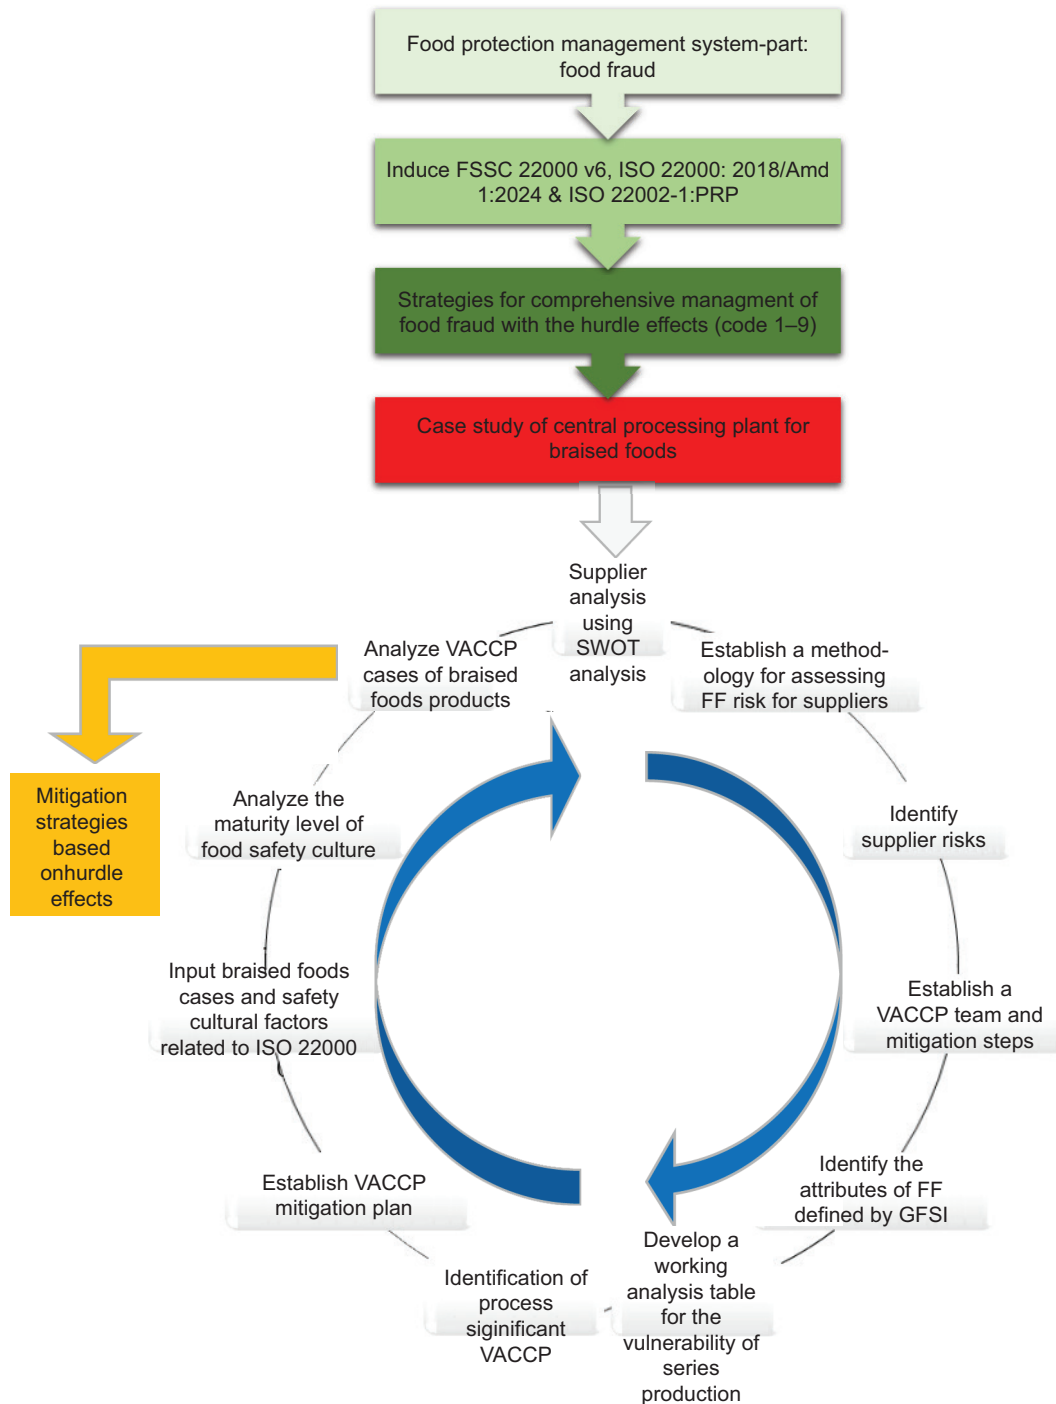 Food protection management system-part:
food fraud
Induce FSSC 22000 v6, ISO 22000: 2018/Amd
1:2024 & ISO 22002-1:PRP
Strategies for comprehensive managment of
food fraud with the hurdle effects (code 1–9)
Case study of central processing plant for
braised foods
Supplier
analysis
using
SWOT
analysis
Establish a method-
ology for assessing
FF risk for suppliers
Identify
supplier risks
Establish a
VACCP team and
mitigation steps
Identify the
attributes of FF
defined by GFSI
Develop a
working
analysis table
for the
vulnerability of
series
production
Identification of
process
siginificant
VACCP
Establish VACCP
mitigation plan
Input braised foods
cases and safety
cultural factors
related to ISO 22000
Analyze the
maturity level of
food safety culture
Analyze VACCP
cases of braised
foods products
Mitigation
strategies
based
onhurdle
effects